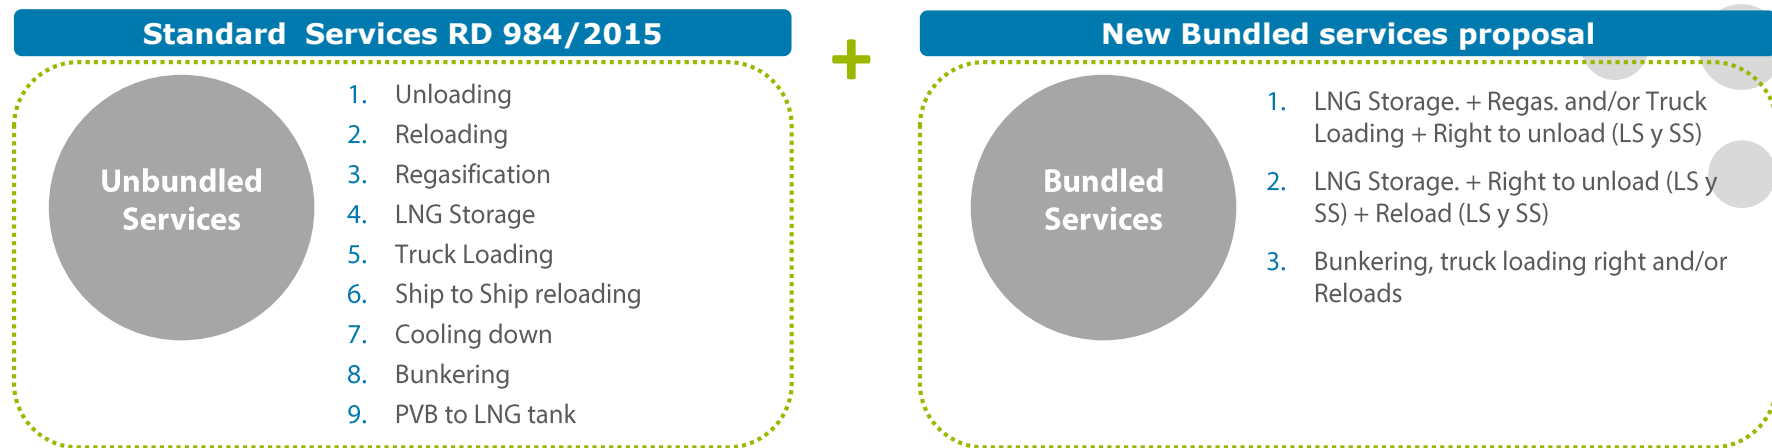 Standard Services RD 984/2015
Unbundled
Services
1. Unloading
2. Reloading
3. Regasification
4. LNG Storage
5. Truck Loading
6. Ship to Ship reloading
7. Cooling down
8. Bunkering
9. PVB to LNG tank
+
New Bundled services proposal
Bundled
Services
1. LNG Storage. + Regas. and/or Truck
Loading + Right to unload (LS y SS)
2. LNG Storage. + Right to unload (LS y
SS) + Reload (LS y SS)
3. Bunkering, truck loading right and/or
Reloads